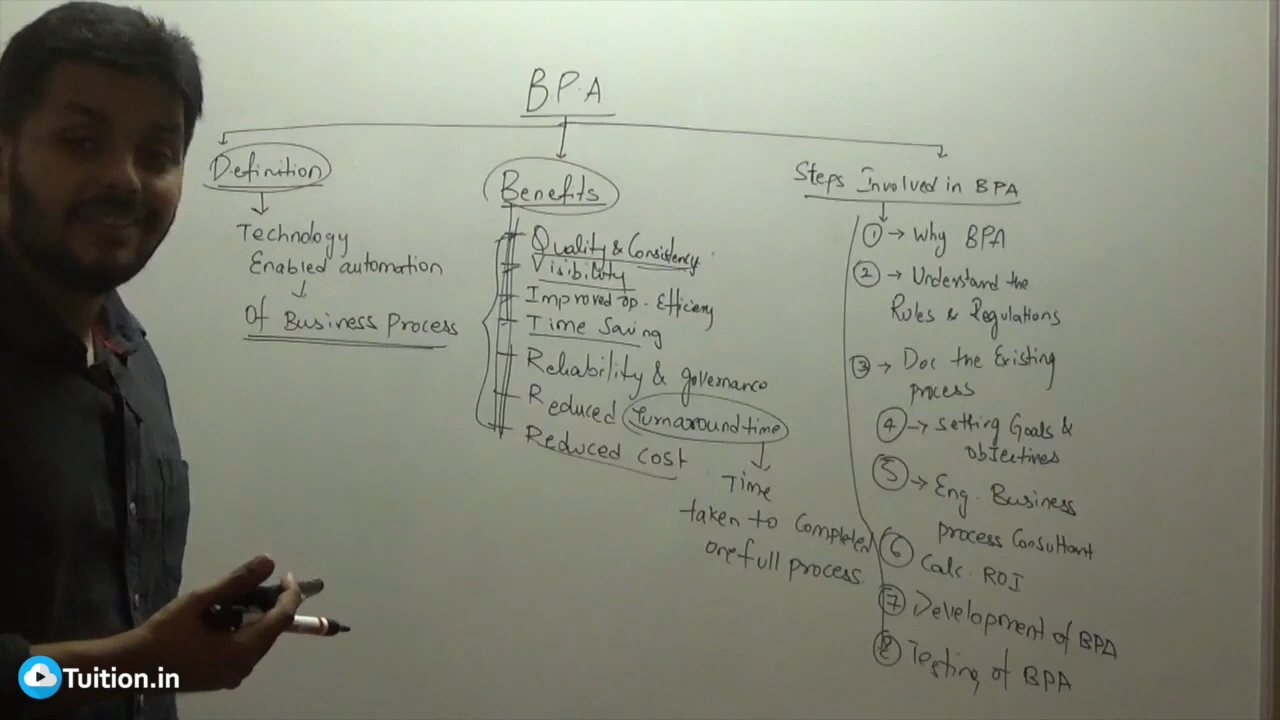 BPA
Definition
Technology
Enabled automation
Of Business Process
Benefits
Quality & Consistency
Visibility
Improved op. Efficieny
Time Saving
Reliability & governance
Reduced Turnaround time
Reduced cost
Time
taken to Completed
one full process
Steps Involved in BPA
1 → Why BPA
2 → Understand the
Rules & Regulations
3 → Doc the Existing
process
4 → Setting Goals &
objectives
5 → Eng. Business
process Consultant
6 Calc. ROI
7 Development of BPA
8 Testing of BPA
Tuition.in